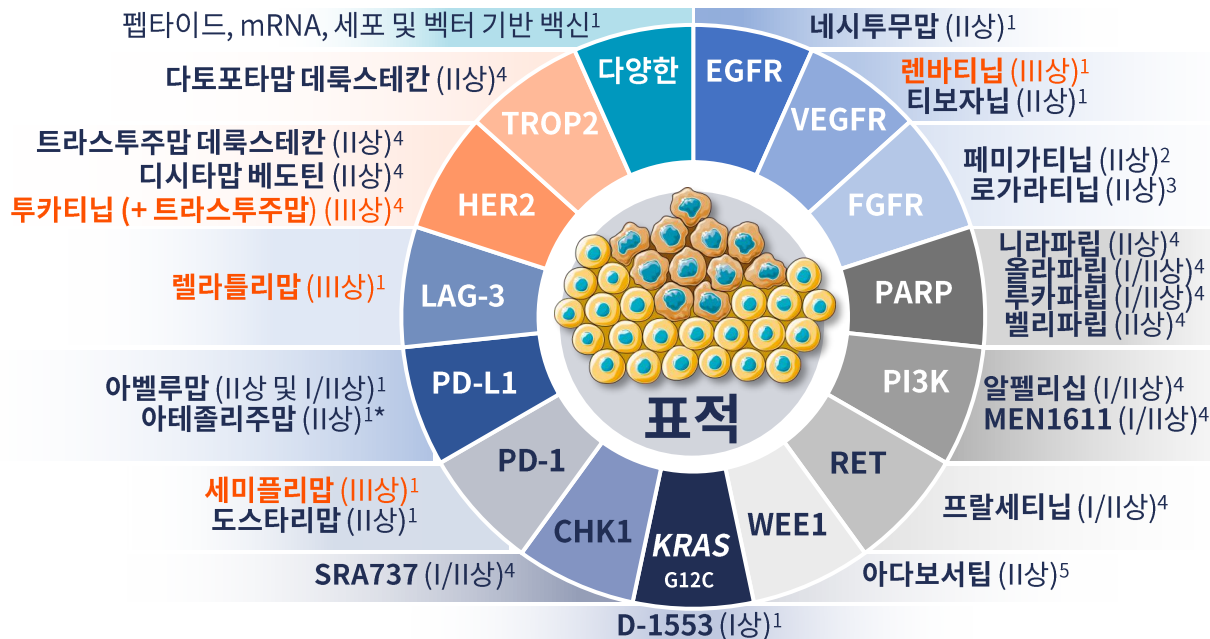 펩타이드, mRNA, 세포 및 벡터 기반 백신1
네시투무맙 (II상)1
다양한
EGFR
렌바티닙 (III상)1
티보자닙 (II상)1
다토포타맙 데룩스테칸 (II상)4
TROP2
VEGFR
트라스투주맙 데룩스테칸 (II상)4
디시타맙 베도틴 (II상)4
투카티닙 (+ 트라스투주맙) (III상)4
HER2
FGFR
페미가티닙 (II상)2
로가라티닙 (II상)3
렐라틀리맙 (III상)1
LAG-3
PARP
니라파립 (II상)4
올라파립 (I/II상)4
루카파립 (I/II상)4
벨리파립 (II상)4
아벨루맙 (II상 및 I/II상)1
아테졸리주맙 (II상)1*
PD-L1
PI3K
알펠리십 (I/II상)4
MEN1611 (I/II상)4
표적
세미플리맙 (III상)1
도스타리맙 (II상)1
PD-1
RET
프랄세티닙 (I/II상)4
SRA737 (I/II상)4
CHK1
KRAS
G12C
WEE1
아다보서팁 (II상)5
D-1553 (I상)1